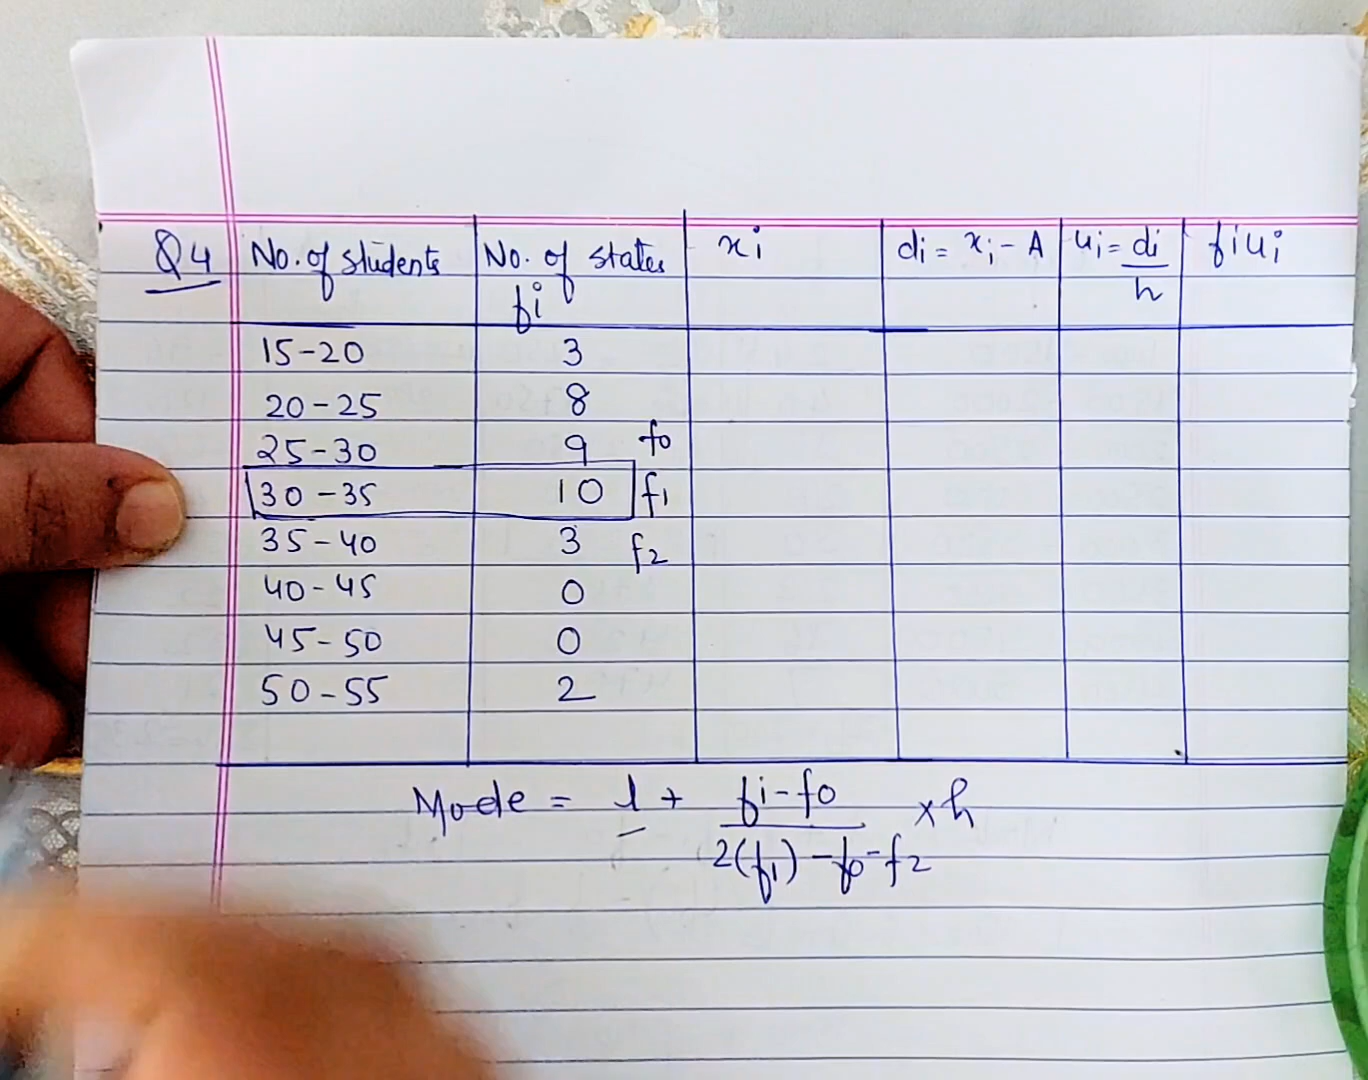 Q4 No. of students No. of states fi xi di = xi - A ui = di/h fiui
15-20 3
20-25 8
25-30 9 f0
30-35 10 f1
35-40 3 f2
40-45 0
45-50 0
50-55 2
Mode = l + fi-f0 / 2(f1) - f0 - f2 × h